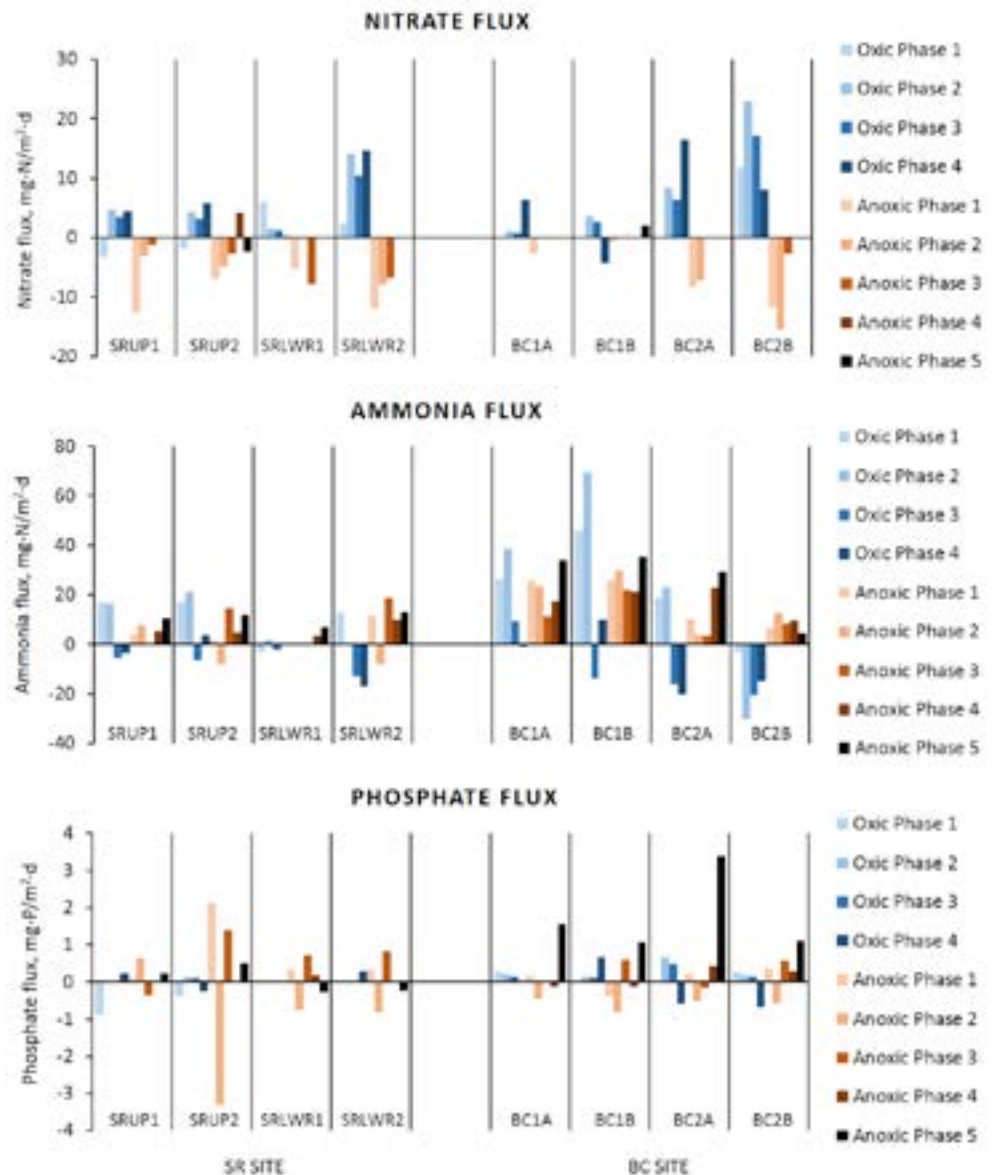 NITRATE FLUX
Nitrate flux, mg-N/m²-d
30
20
10
0
-10
-20
SRUP1 SRUP2 SRLWR1 SRLWR2 BC1A BC1B BC2A BC2B
Oxic Phase 1
Oxic Phase 2
Oxic Phase 3
Oxic Phase 4
Anoxic Phase 1
Anoxic Phase 2
Anoxic Phase 3
Anoxic Phase 4
Anoxic Phase 5
AMMONIA FLUX
Ammonia flux, mg-N/m²-d
80
60
40
20
0
-20
-40
SRUP1 SRUP2 SRLWR1 SRLWR2 BC1A BC1B BC2A BC2B
Oxic Phase 1
Oxic Phase 2
Oxic Phase 3
Oxic Phase 4
Anoxic Phase 1
Anoxic Phase 2
Anoxic Phase 3
Anoxic Phase 4
Anoxic Phase 5
PHOSPHATE FLUX
Phosphate flux, mg-P/m²-d
4
3
2
1
0
-1
-2
-3
-4
SRUP1 SRUP2 SRLWR1 SRLWR2 BC1A BC1B BC2A BC2B
Oxic Phase 1
Oxic Phase 2
Oxic Phase 3
Oxic Phase 4
Anoxic Phase 1
Anoxic Phase 2
Anoxic Phase 3
Anoxic Phase 4
Anoxic Phase 5
SR SITE BC SITE